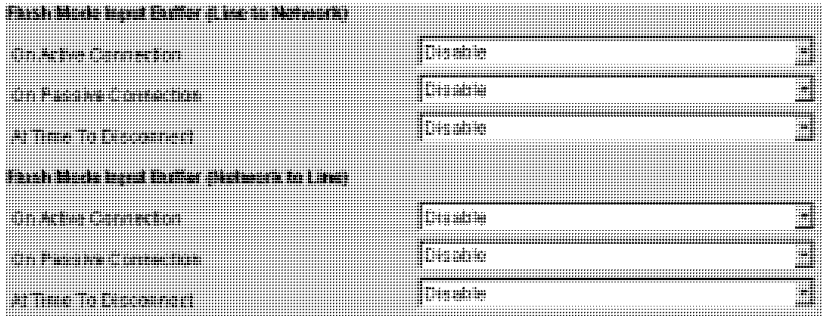 Flush Mode Input Buffer (Line to Network)
On Active Connection Disable
On Passive Connection Disable
At Time To Disconnect Disable
Flush Mode Input Buffer (Network to Line)
On Active Connection Disable
On Passive Connection Disable
At Time To Disconnect Disable